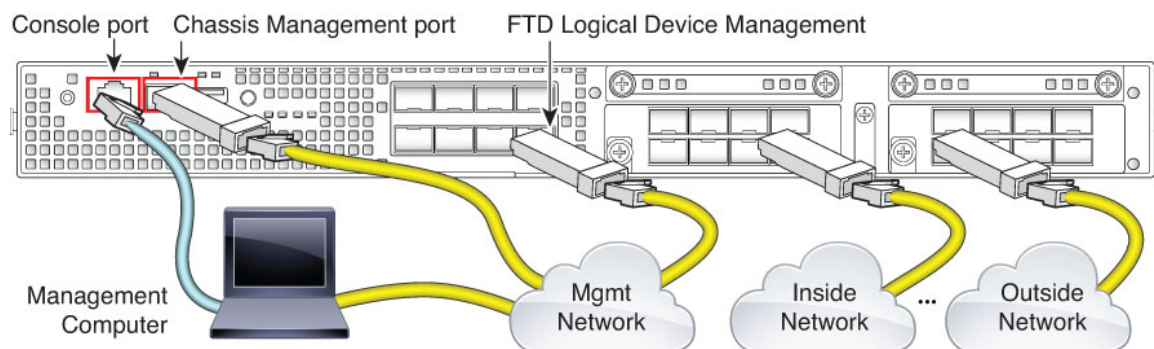 Console port
Chassis Management port
FTD Logical Device Management
Management
Computer
Mgmt
Network
Inside
Network
...
Outside
Network